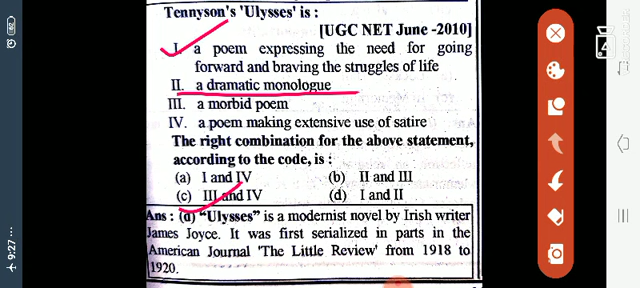 Tennyson's 'Ulysses' is :
[UGC NET June -2010]
I. a poem expressing the need for going
forward and braving the struggles of life
II. a dramatic monologue
III. a morbid poem
IV. a poem making extensive use of satire
The right combination for the above statement,
according to the code, is :
(a) I and IV (b) II and III
(c) III and IV (d) I and II
Ans : (d) "Ulysses" is a modernist novel by Irish writer
James Joyce. It was first serialized in parts in the
American Journal 'The Little Review' from 1918 to
1920.
9:27 ...